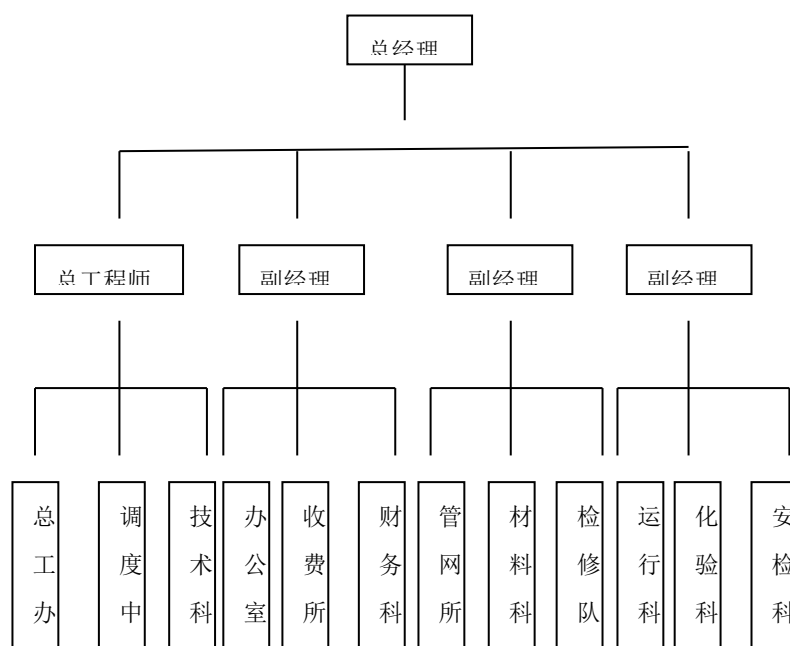 总经理
总工程师
副经理
副经理
副经理
总工办
调度中
技术科
办公室
收费所
财务科
管网所
材料科
检修队
运行科
化验科
安检科